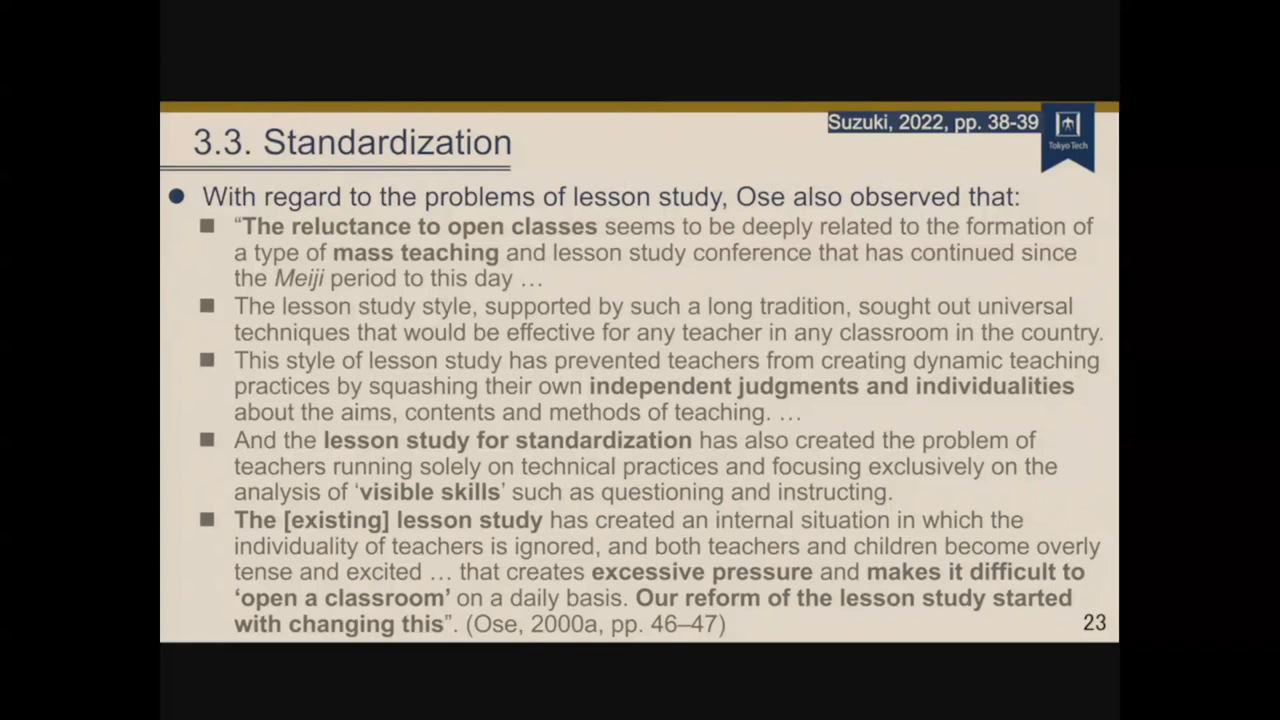 Suzuki, 2022, pp. 38-39
3.3. Standardization
TokyoTech
● With regard to the problems of lesson study, Ose also observed that:
■ “The reluctance to open classes seems to be deeply related to the formation of
a type of mass teaching and lesson study conference that has continued since
the Meiji period to this day …
■ The lesson study style, supported by such a long tradition, sought out universal
techniques that would be effective for any teacher in any classroom in the country.
■ This style of lesson study has prevented teachers from creating dynamic teaching
practices by squashing their own independent judgments and individualities
about the aims, contents and methods of teaching. …
■ And the lesson study for standardization has also created the problem of
teachers running solely on technical practices and focusing exclusively on the
analysis of ‘visible skills’ such as questioning and instructing.
■ The [existing] lesson study has created an internal situation in which the
individuality of teachers is ignored, and both teachers and children become overly
tense and excited … that creates excessive pressure and makes it difficult to
‘open a classroom’ on a daily basis. Our reform of the lesson study started
with changing this”. (Ose, 2000a, pp. 46–47)
23